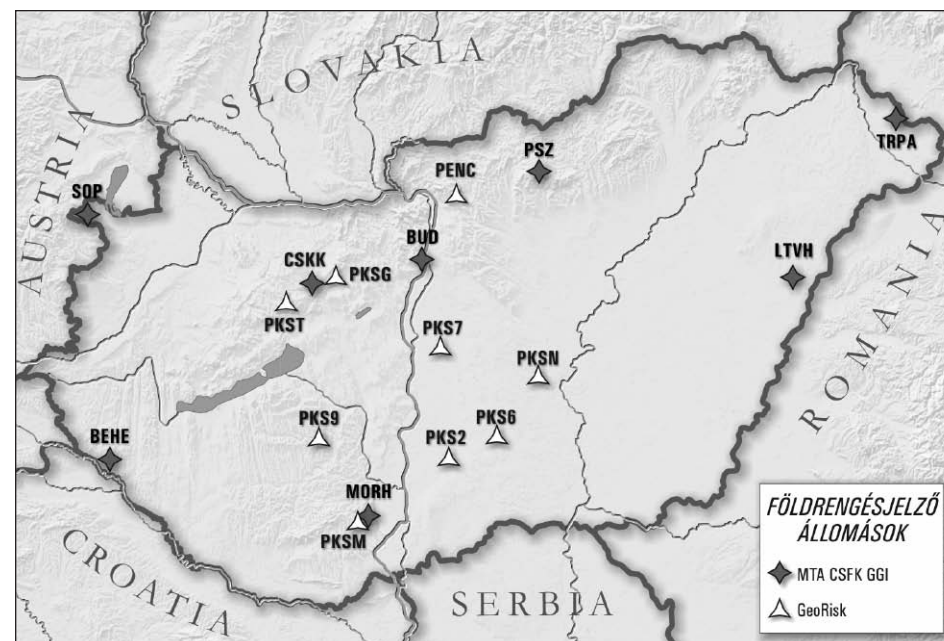 SLOVAKIA
AUSTRIA
TRPA
PSZ
PENC
SOP
BUD
LTVH
CSKK
PKSG
PKST
PKS7
PKSN
ROMANIA
PKS9
PKS6
PKS2
BEHE
MORH
PKSM
CROATIA
SERBIA
FÖLDRENGÉSJELZŐ
ÁLLOMÁSOK
MTA CSFK GGI
GeoRisk